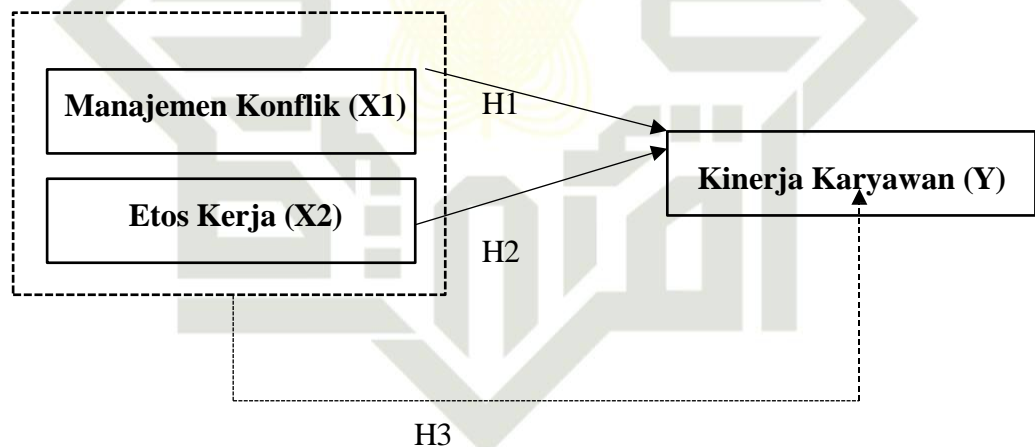 Manajemen Konflik (X1)
H1
Kinerja Karyawan (Y)
Etos Kerja (X2)
H2
H3